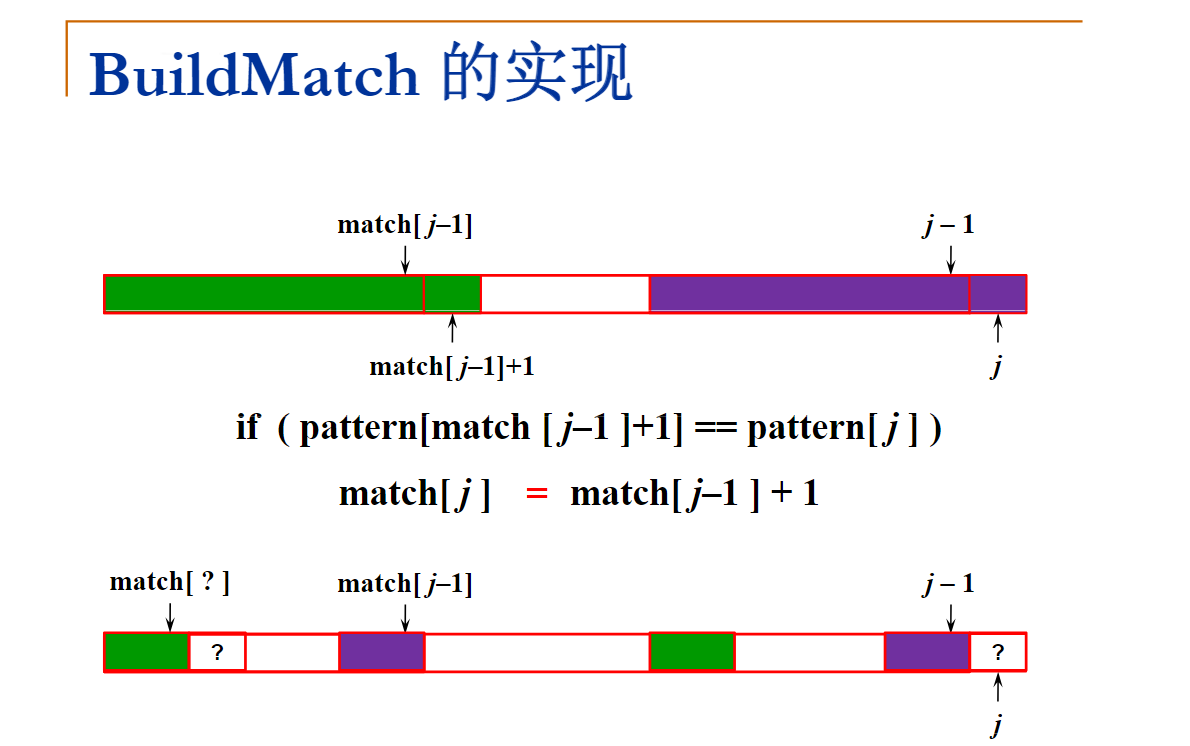 BuildMatch 的实现
match[ j–1] j – 1
match[ j–1]+1 j
if ( pattern[match [ j–1 ]+1] == pattern[ j ] )
match[ j ] = match[ j–1 ] + 1
match[ ? ] match[ j–1] j – 1
? ?
j